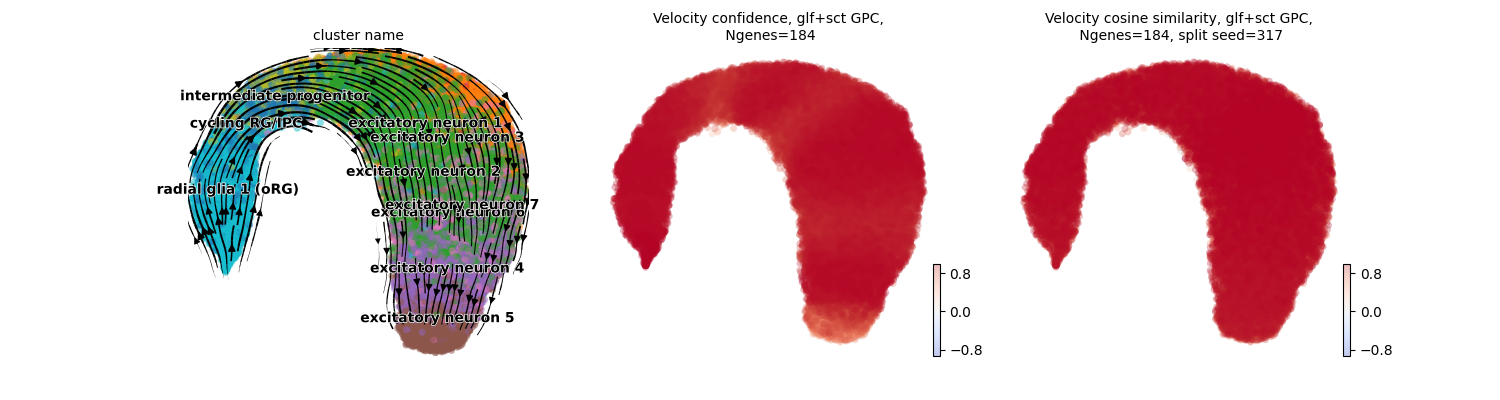 cluster name
intermediate progenitor
cycling RG/IPC
excitatory neuron 1
excitatory neuron 3
excitatory neuron 2
radial glia 1 (oRG)
excitatory neuron 7
excitatory neuron 6
excitatory neuron 4
excitatory neuron 5
Velocity confidence, glf+sct GPC,
Ngenes=184
0.8
0.0
−0.8
Velocity cosine similarity, glf+sct GPC,
Ngenes=184, split seed=317
0.8
0.0
−0.8